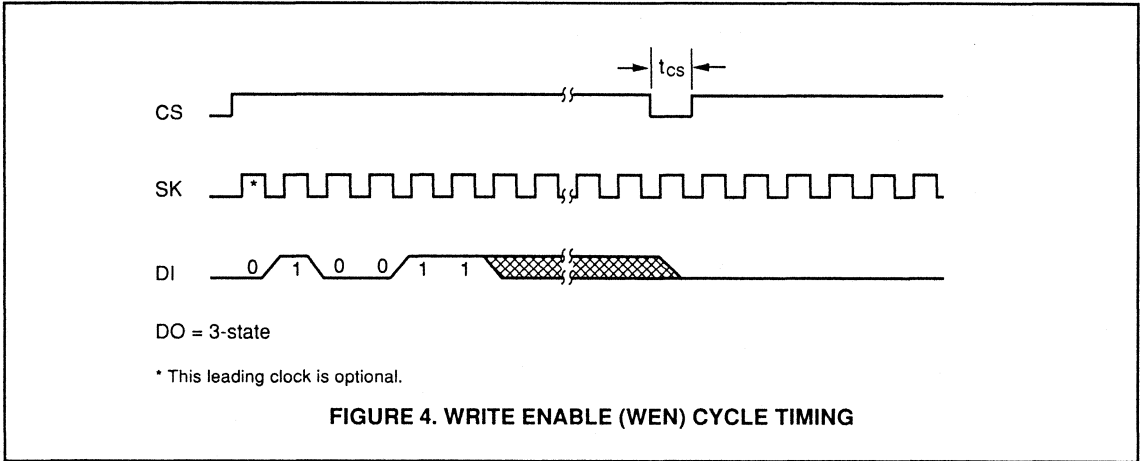 tCS
CS
SK
*
DI 0 1 0 0 1 1
DO = 3-state
* This leading clock is optional.
FIGURE 4. WRITE ENABLE (WEN) CYCLE TIMING